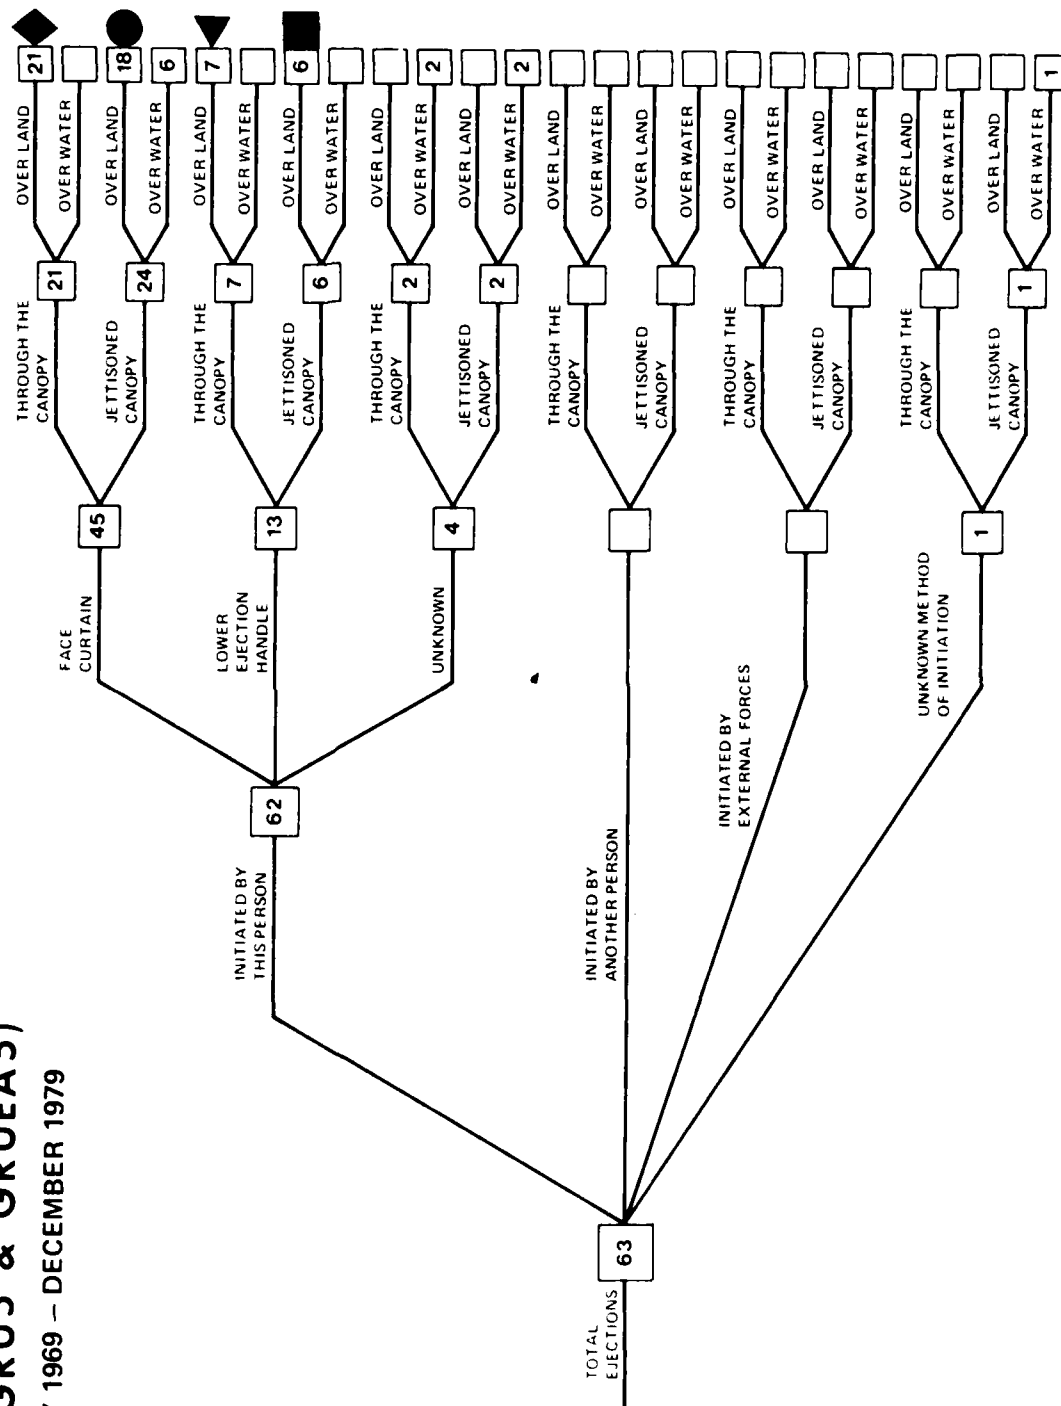 GRU5 & GRUEA5)
1969 – DECEMBER 1979
TOTAL
EJECTIONS
63
INITIATED BY
THIS PERSON
62
FACE
CURTAIN
45
THROUGH THE
CANOPY
21
OVER LAND
21
OVER WATER
JETTISONED
CANOPY
24
OVER LAND
18
OVER WATER
6
LOWER
EJECTION
HANDLE
13
THROUGH THE
CANOPY
7
OVER LAND
7
OVER WATER
JETTISONED
CANOPY
6
OVER LAND
6
OVER WATER
UNKNOWN
4
THROUGH THE
CANOPY
2
OVER LAND
OVER WATER
2
JETTISONED
CANOPY
2
OVER LAND
OVER WATER
2
INITIATED BY
ANOTHER PERSON
THROUGH THE
CANOPY
OVER LAND
OVER WATER
JETTISONED
CANOPY
OVER LAND
OVER WATER
INITIATED BY
EXTERNAL FORCES
THROUGH THE
CANOPY
OVER LAND
OVER WATER
JETTISONED
CANOPY
OVER LAND
OVER WATER
UNKNOWN METHOD
OF INITIATION
1
THROUGH THE
CANOPY
OVER LAND
OVER WATER
JETTISONED
CANOPY
1
OVER LAND
OVER WATER
1